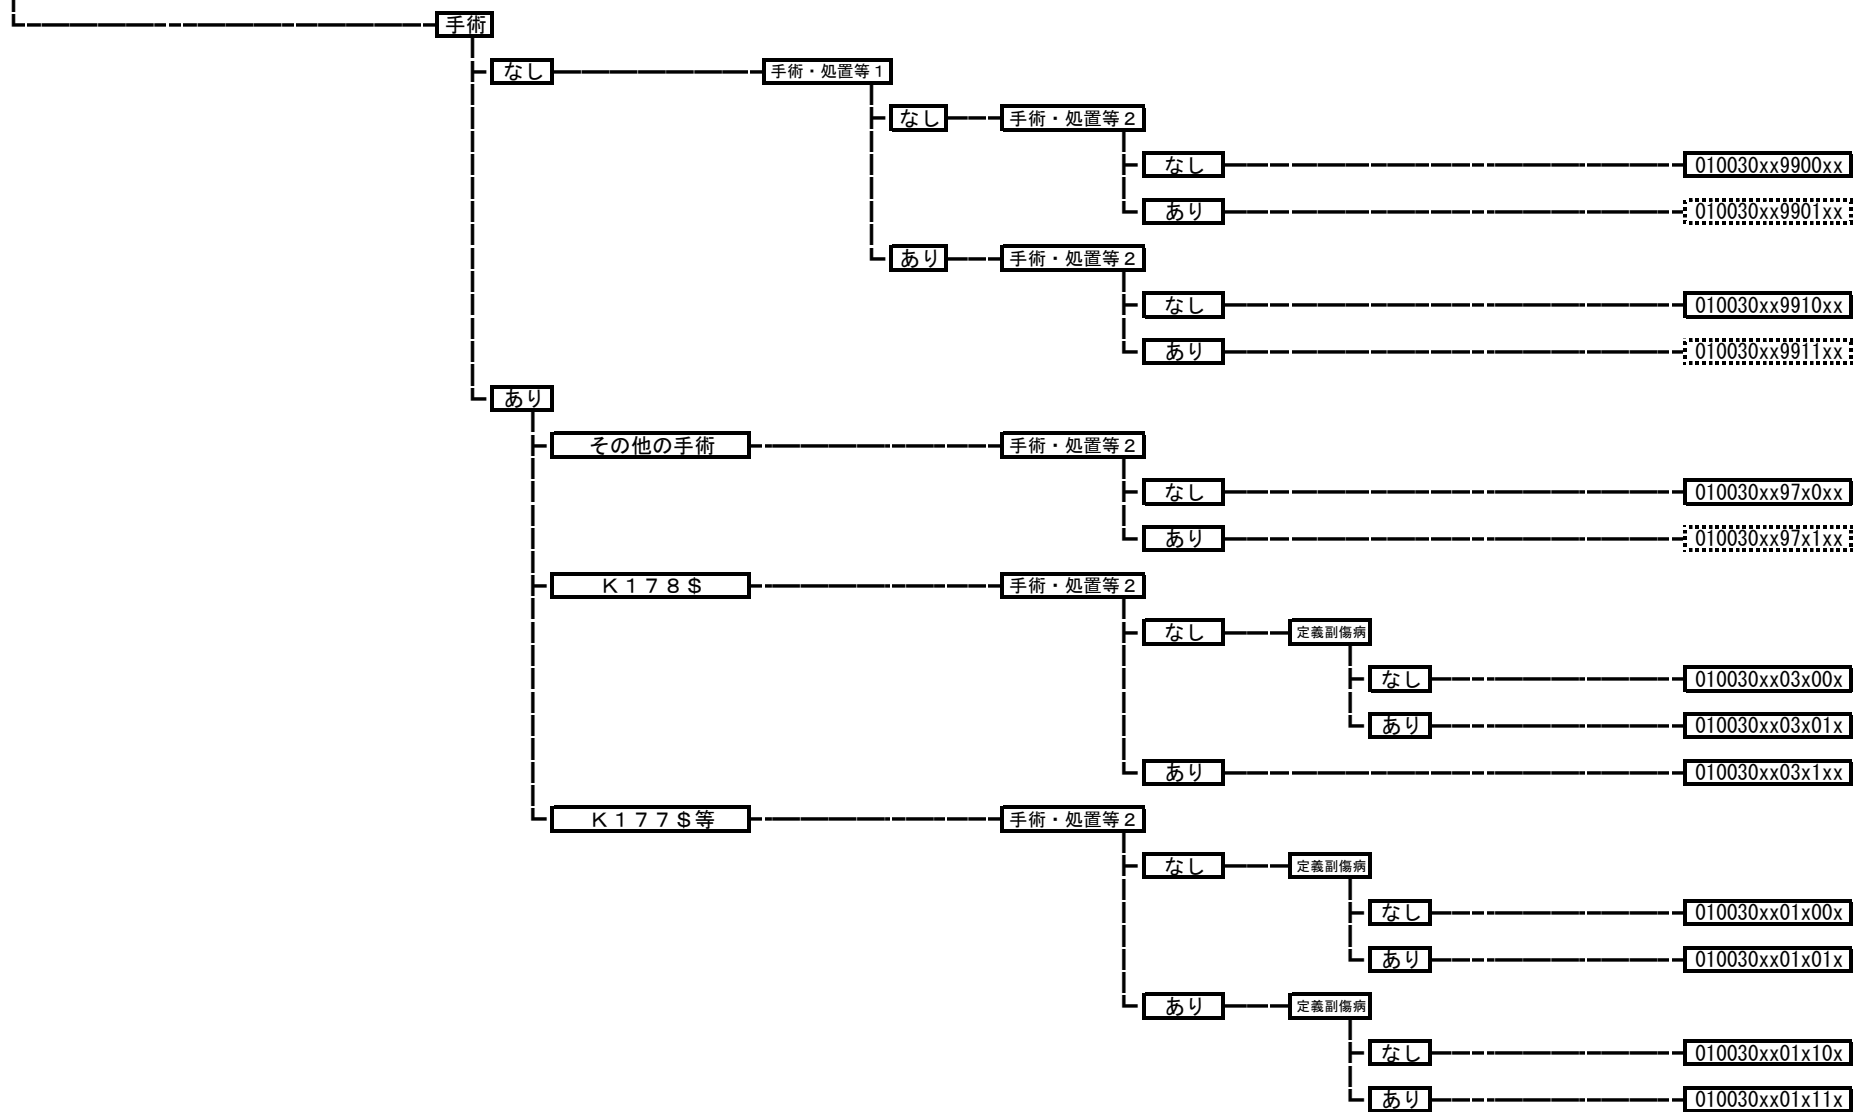 手術
なし 手術・処置等１
なし 手術・処置等２
なし 010030xx9900xx
あり 010030xx9901xx
あり 手術・処置等２
なし 010030xx9910xx
あり 010030xx9911xx
あり
その他の手術 手術・処置等２
なし 010030xx97x0xx
あり 010030xx97x1xx
Ｋ１７８＄ 手術・処置等２
なし 定義副傷病
なし 010030xx03x00x
あり 010030xx03x01x
あり 010030xx03x1xx
Ｋ１７７＄等 手術・処置等２
なし 定義副傷病
なし 010030xx01x00x
あり 010030xx01x01x
あり 定義副傷病
なし 010030xx01x10x
あり 010030xx01x11x